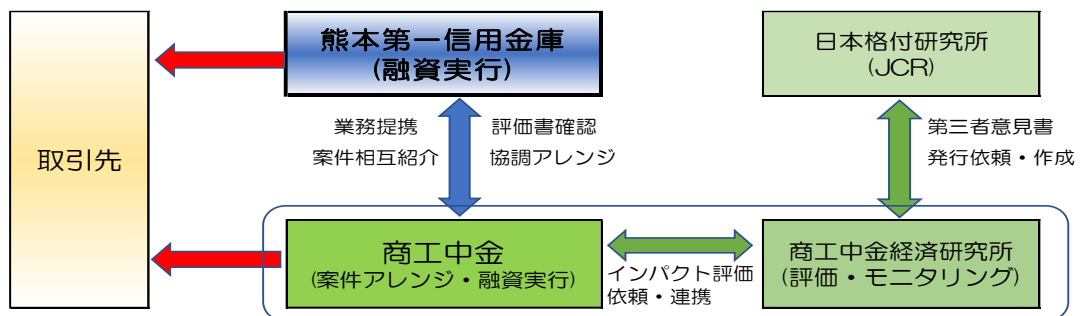 熊本第一信用金庫
(融資実行)
日本格付研究所
(JCR)
業務提携
案件相互紹介
評価書確認
協調アレンジ
第三者意見書
発行依頼・作成
取引先
商工中金
(案件アレンジ・融資実行)
インパクト評価
依頼・連携
商工中金経済研究所
(評価・モニタリング)